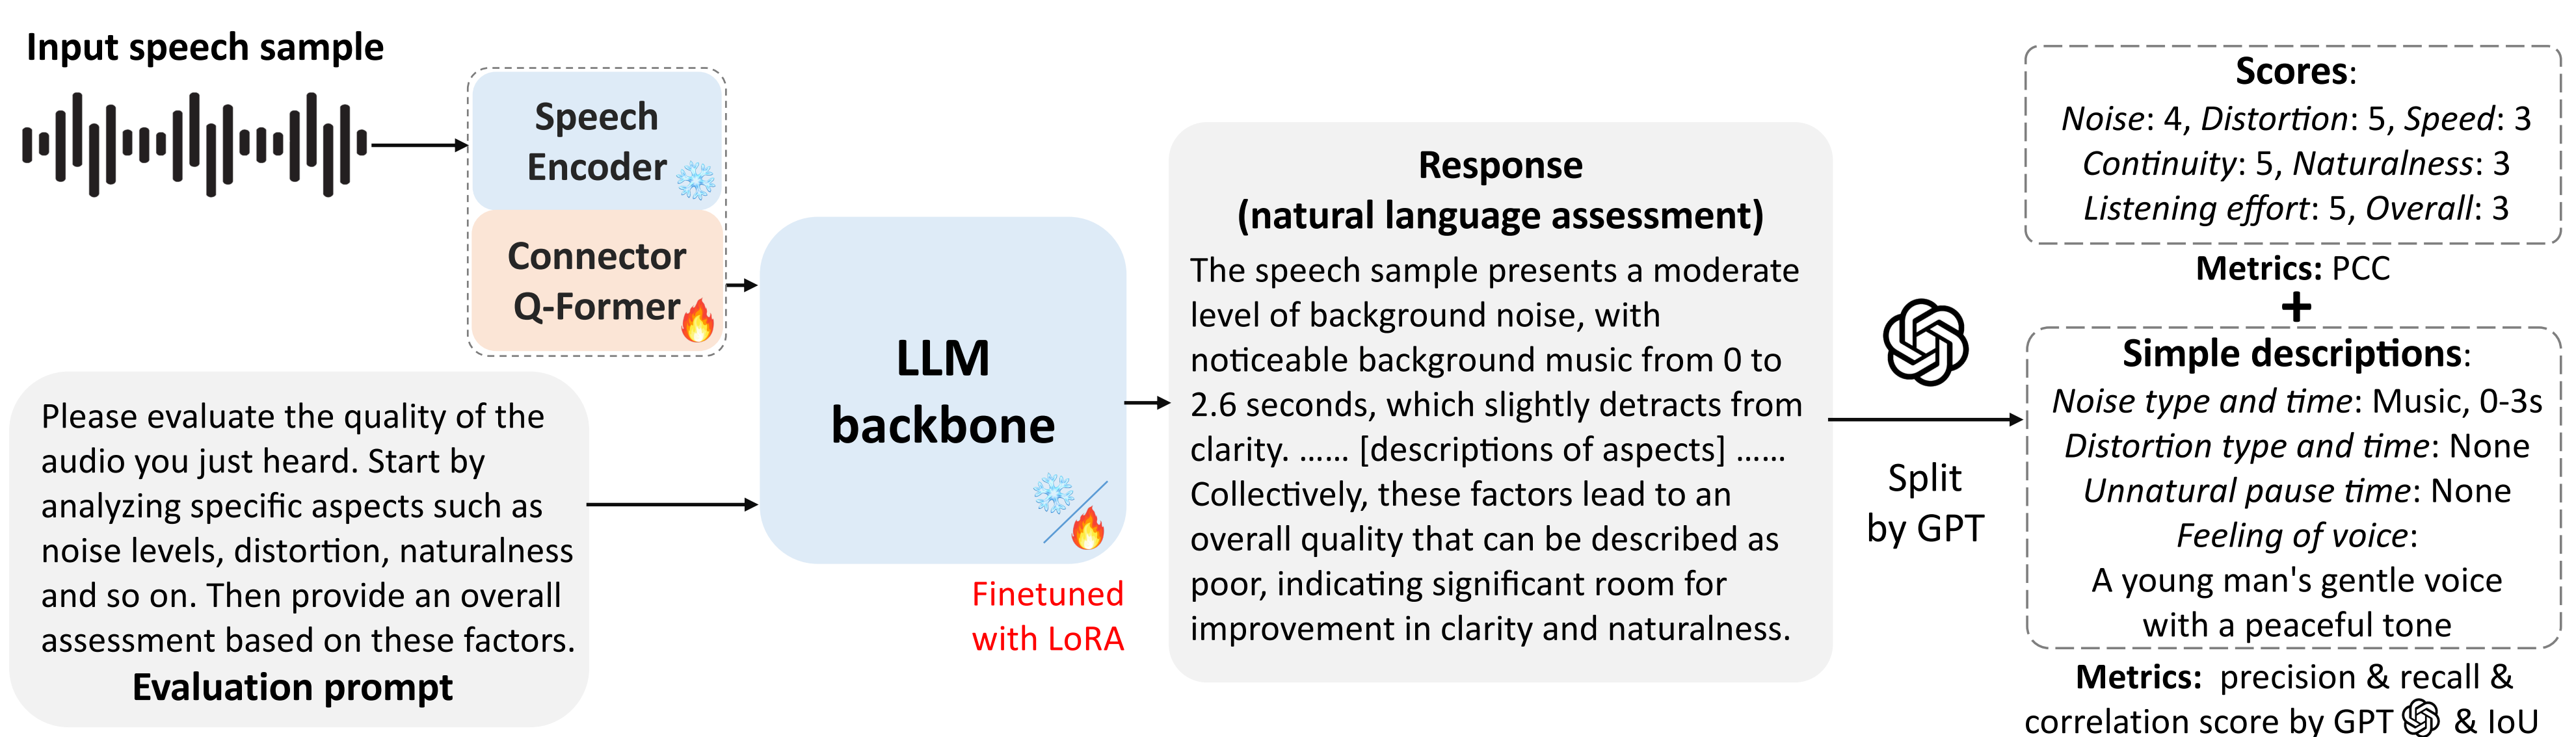 Input speech sample
Speech
Encoder
Connector
Q-Former
Please evaluate the quality of the
audio you just heard. Start by
analyzing specific aspects such as
noise levels, distortion, naturalness
and so on. Then provide an overall
assessment based on these factors.
Evaluation prompt
LLM
backbone
Finetuned
with LoRA
Response
(natural language assessment)
The speech sample presents a moderate
level of background noise, with
noticeable background music from 0 to
2.6 seconds, which slightly detracts from
clarity. …… [descriptions of aspects] ……
Collectively, these factors lead to an
overall quality that can be described as
poor, indicating significant room for
improvement in clarity and naturalness.
Split
by GPT
Scores:
Noise: 4, Distortion: 5, Speed: 3
Continuity: 5, Naturalness: 3
Listening effort: 5, Overall: 3
Metrics: PCC
+
Simple descriptions:
Noise type and time: Music, 0-3s
Distortion type and time: None
Unnatural pause time: None
Feeling of voice:
A young man's gentle voice
with a peaceful tone
Metrics: precision & recall &
correlation score by GPT & IoU